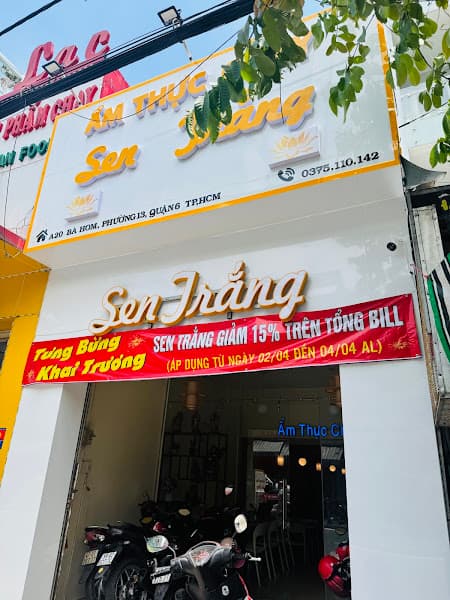 Lạc
PHẨM CHAY
AN FOO
ẨM THỰC
Sen Trắng
0375.110.142
A20 BÀ HOM, PHƯỜNG 13, QUẬN 6 TP.HCM
Sen Trắng
Tưng Bừng
Khai Trương
SEN TRẮNG GIẢM 15% TRÊN TỔNG BILL
(ÁP DỤNG TỪ NGÀY 02/04 ĐẾN 04/04 AL)
Ẩm Thực C